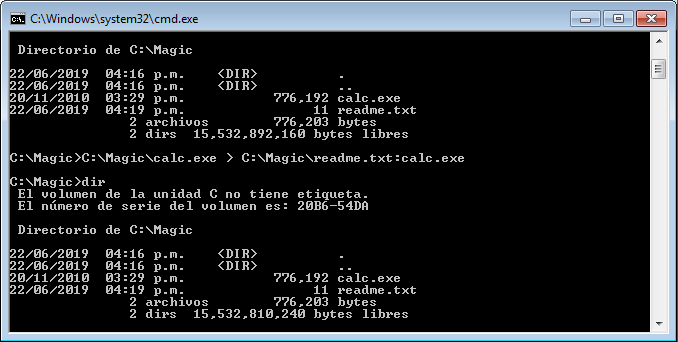 C:\Windows\system32\cmd.exe
Directorio de C:\Magic
22/06/2019  04:16 p.m.    <DIR>          .
22/06/2019  04:16 p.m.    <DIR>          ..
20/11/2010  03:29 p.m.           776,192 calc.exe
22/06/2019  04:19 p.m.                11 readme.txt
2 archivos        776,203 bytes
2 dirs  15,532,892,160 bytes libres
C:\Magic>C:\Magic\calc.exe > C:\Magic\readme.txt:calc.exe
C:\Magic>dir
El volumen de la unidad C no tiene etiqueta.
El número de serie del volumen es: 20B6-54DA
Directorio de C:\Magic
22/06/2019  04:16 p.m.    <DIR>          .
22/06/2019  04:16 p.m.    <DIR>          ..
20/11/2010  03:29 p.m.           776,192 calc.exe
22/06/2019  04:19 p.m.                11 readme.txt
2 archivos        776,203 bytes
2 dirs  15,532,810,240 bytes libres